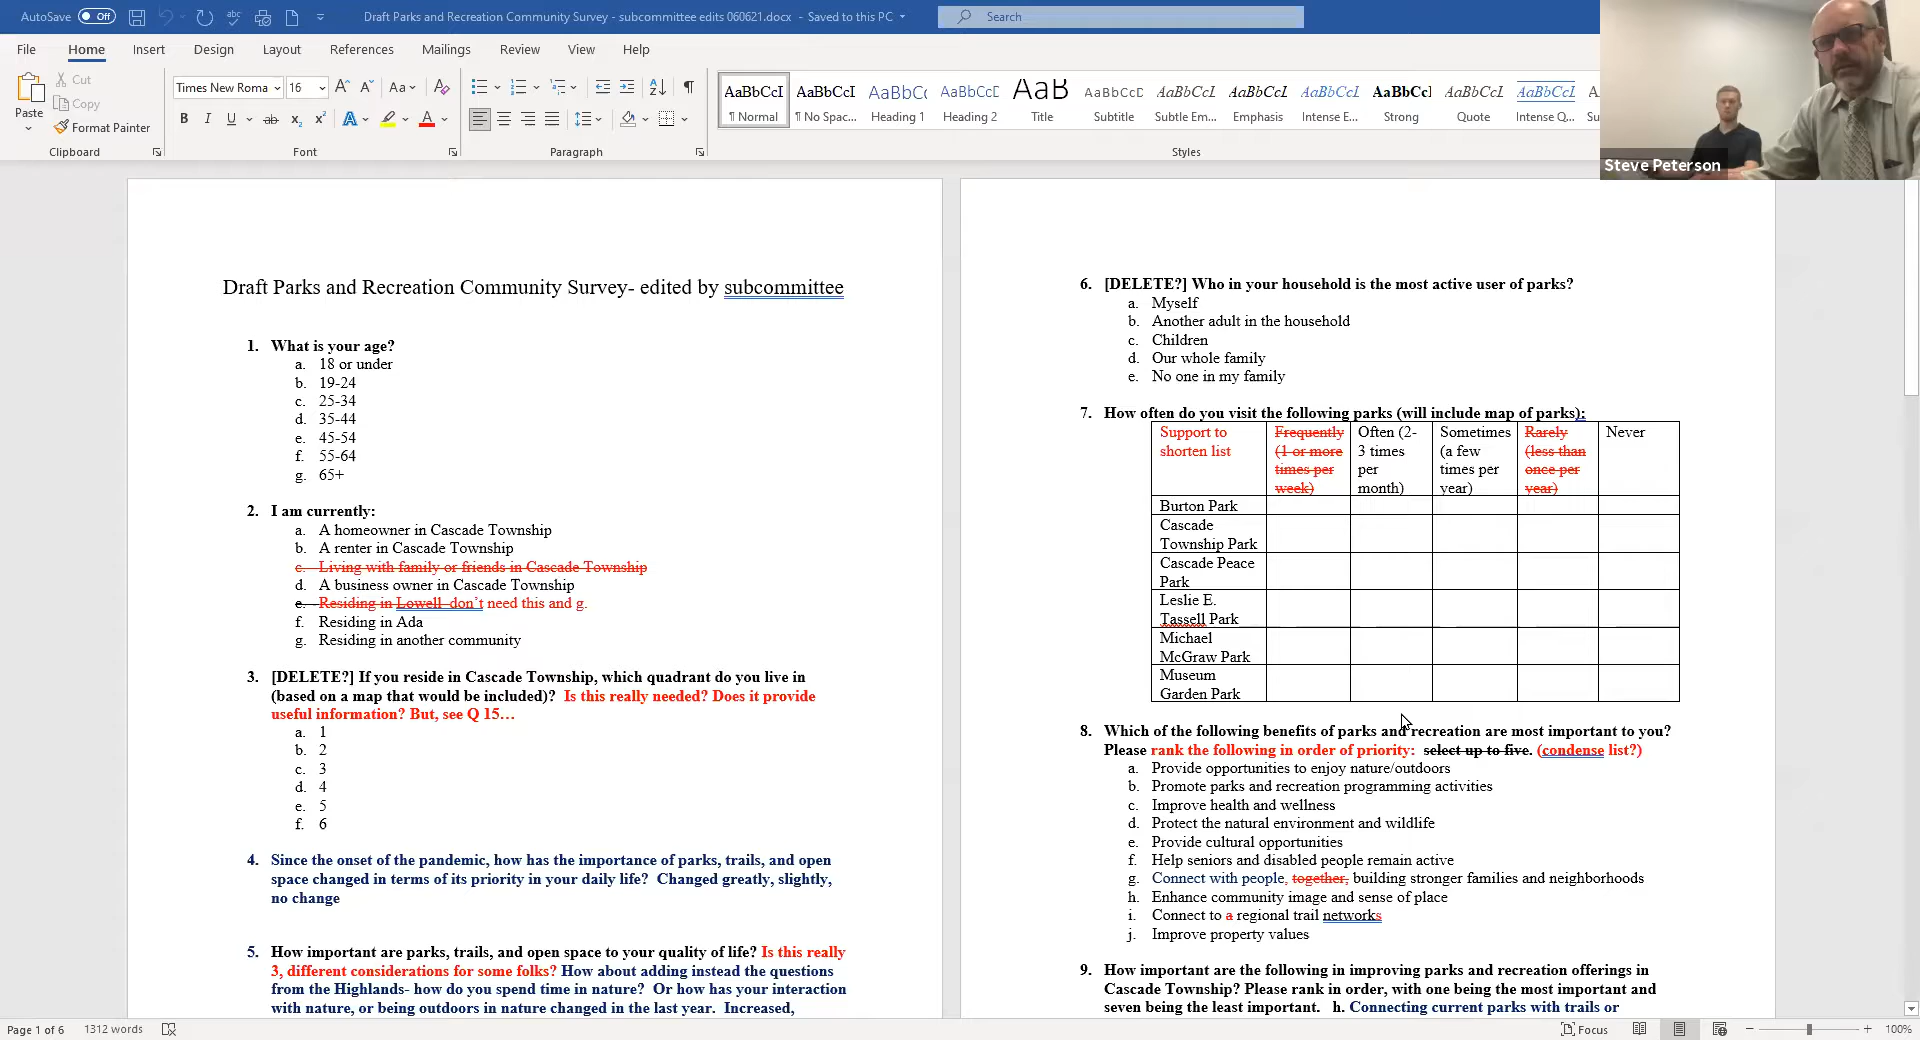 AutoSave Off Draft Parks and Recreation Community Survey - subcommittee edits 060621.docx - Saved to this PC Search
File Home Insert Design Layout References Mailings Review View Help
Paste Cut Copy Format Painter
Times New Roma 16
AaBbCcI AaBbCcI AaBbCc AaBbCcD AaB AaBbCcD AaBbCcI AaBbCcI AaBbCcI AaBbCcI AaBbCcI AaBbCcI
¶ Normal ¶ No Spac... Heading 1 Heading 2 Title Subtitle Subtle Em... Emphasis Intense E... Strong Quote Intense Q... Su
Clipboard Font Paragraph Styles
Steve Peterson
Draft Parks and Recreation Community Survey- edited by subcommittee
1. What is your age?
a. 18 or under
b. 19-24
c. 25-34
d. 35-44
e. 45-54
f. 55-64
g. 65+
2. I am currently:
a. A homeowner in Cascade Township
b. A renter in Cascade Township
c. Living with family or friends in Cascade Township
d. A business owner in Cascade Township
e. Residing in Lowell don't need this and g.
f. Residing in Ada
g. Residing in another community
3. [DELETE?] If you reside in Cascade Township, which quadrant do you live in
(based on a map that would be included)? Is this really needed? Does it provide
useful information? But, see Q 15…
a. 1
b. 2
c. 3
d. 4
e. 5
f. 6
4. Since the onset of the pandemic, how has the importance of parks, trails, and open
space changed in terms of its priority in your daily life? Changed greatly, slightly,
no change
5. How important are parks, trails, and open space to your quality of life? Is this really
3, different considerations for some folks? How about adding instead the questions
from the Highlands- how do you spend time in nature? Or how has your interaction
with nature, or being outdoors in nature changed in the last year. Increased,
6. [DELETE?] Who in your household is the most active user of parks?
a. Myself
b. Another adult in the household
c. Children
d. Our whole family
e. No one in my family
7. How often do you visit the following parks (will include map of parks):
Support to Frequently Often (2- Sometimes Rarely Never
shorten list (1 or more 3 times (a few (less than
times per per times per once per
week) month) year) year)
Burton Park
Cascade
Township Park
Cascade Peace
Park
Leslie E.
Tassell Park
Michael
McGraw Park
Museum
Garden Park
8. Which of the following benefits of parks and recreation are most important to you?
Please rank the following in order of priority: select up to five. (condense list?)
a. Provide opportunities to enjoy nature/outdoors
b. Promote parks and recreation programming activities
c. Improve health and wellness
d. Protect the natural environment and wildlife
e. Provide cultural opportunities
f. Help seniors and disabled people remain active
g. Connect with people, together, building stronger families and neighborhoods
h. Enhance community image and sense of place
i. Connect to a regional trail networks
j. Improve property values
9. How important are the following in improving parks and recreation offerings in
Cascade Township? Please rank in order, with one being the most important and
seven being the least important. h. Connecting current parks with trails or
Page 1 of 6 1312 words Focus 100%